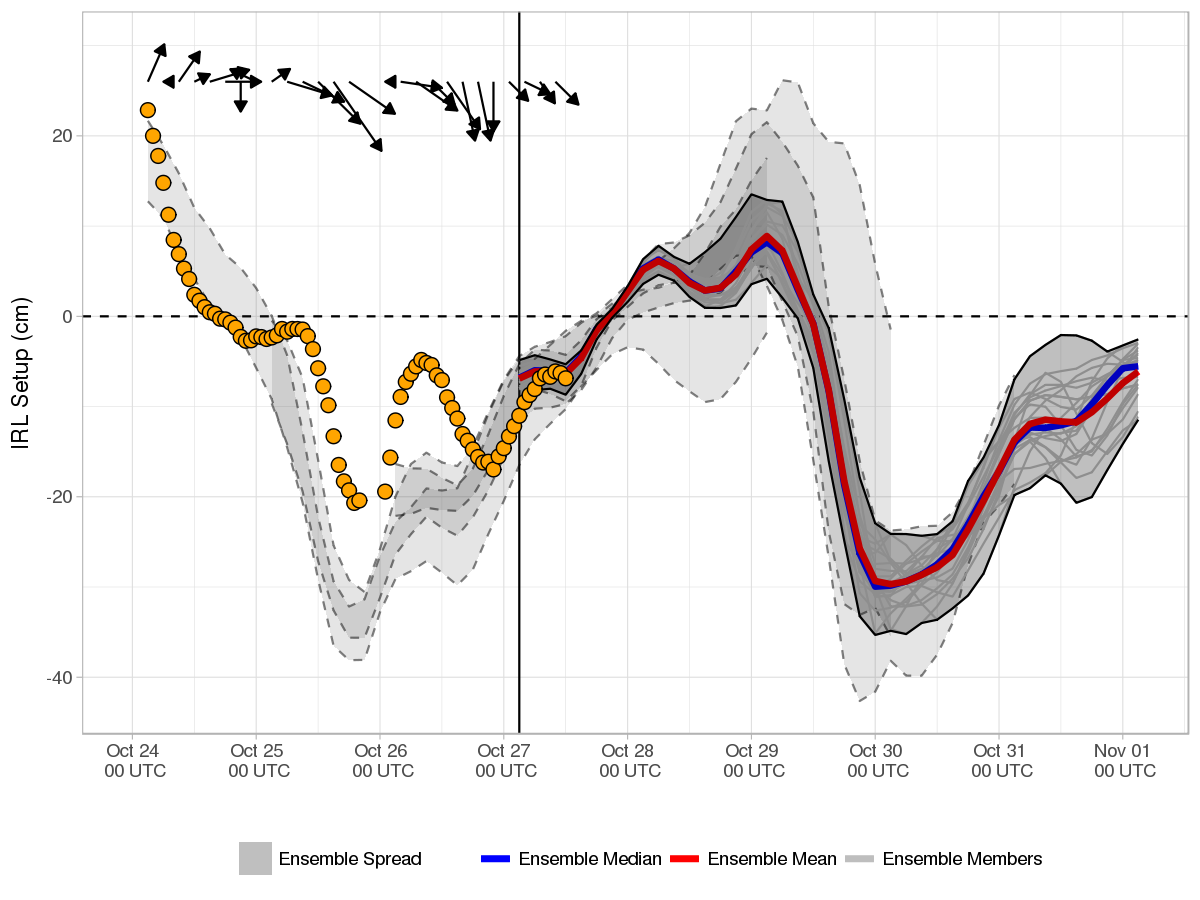 IRL Setup (cm)
20
0
-20
-40
Oct 24 Oct 25 Oct 26 Oct 27 Oct 28 Oct 29 Oct 30 Oct 31 Nov 01
00 UTC 00 UTC 00 UTC 00 UTC 00 UTC 00 UTC 00 UTC 00 UTC 00 UTC
Ensemble Spread Ensemble Median Ensemble Mean Ensemble Members